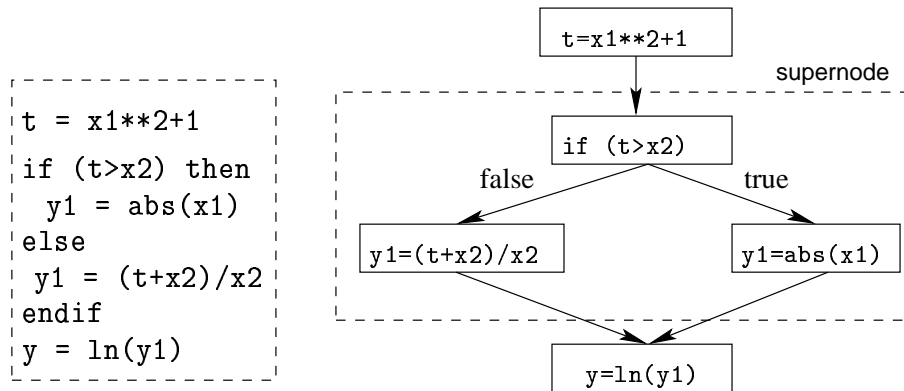 t = x1**2+1
if (t>x2) then
y1 = abs(x1)
else
y1 = (t+x2)/x2
endif
y = ln(y1)
t=x1**2+1
supernode
if (t>x2)
false
true
y1=(t+x2)/x2
y1=abs(x1)
y=ln(y1)